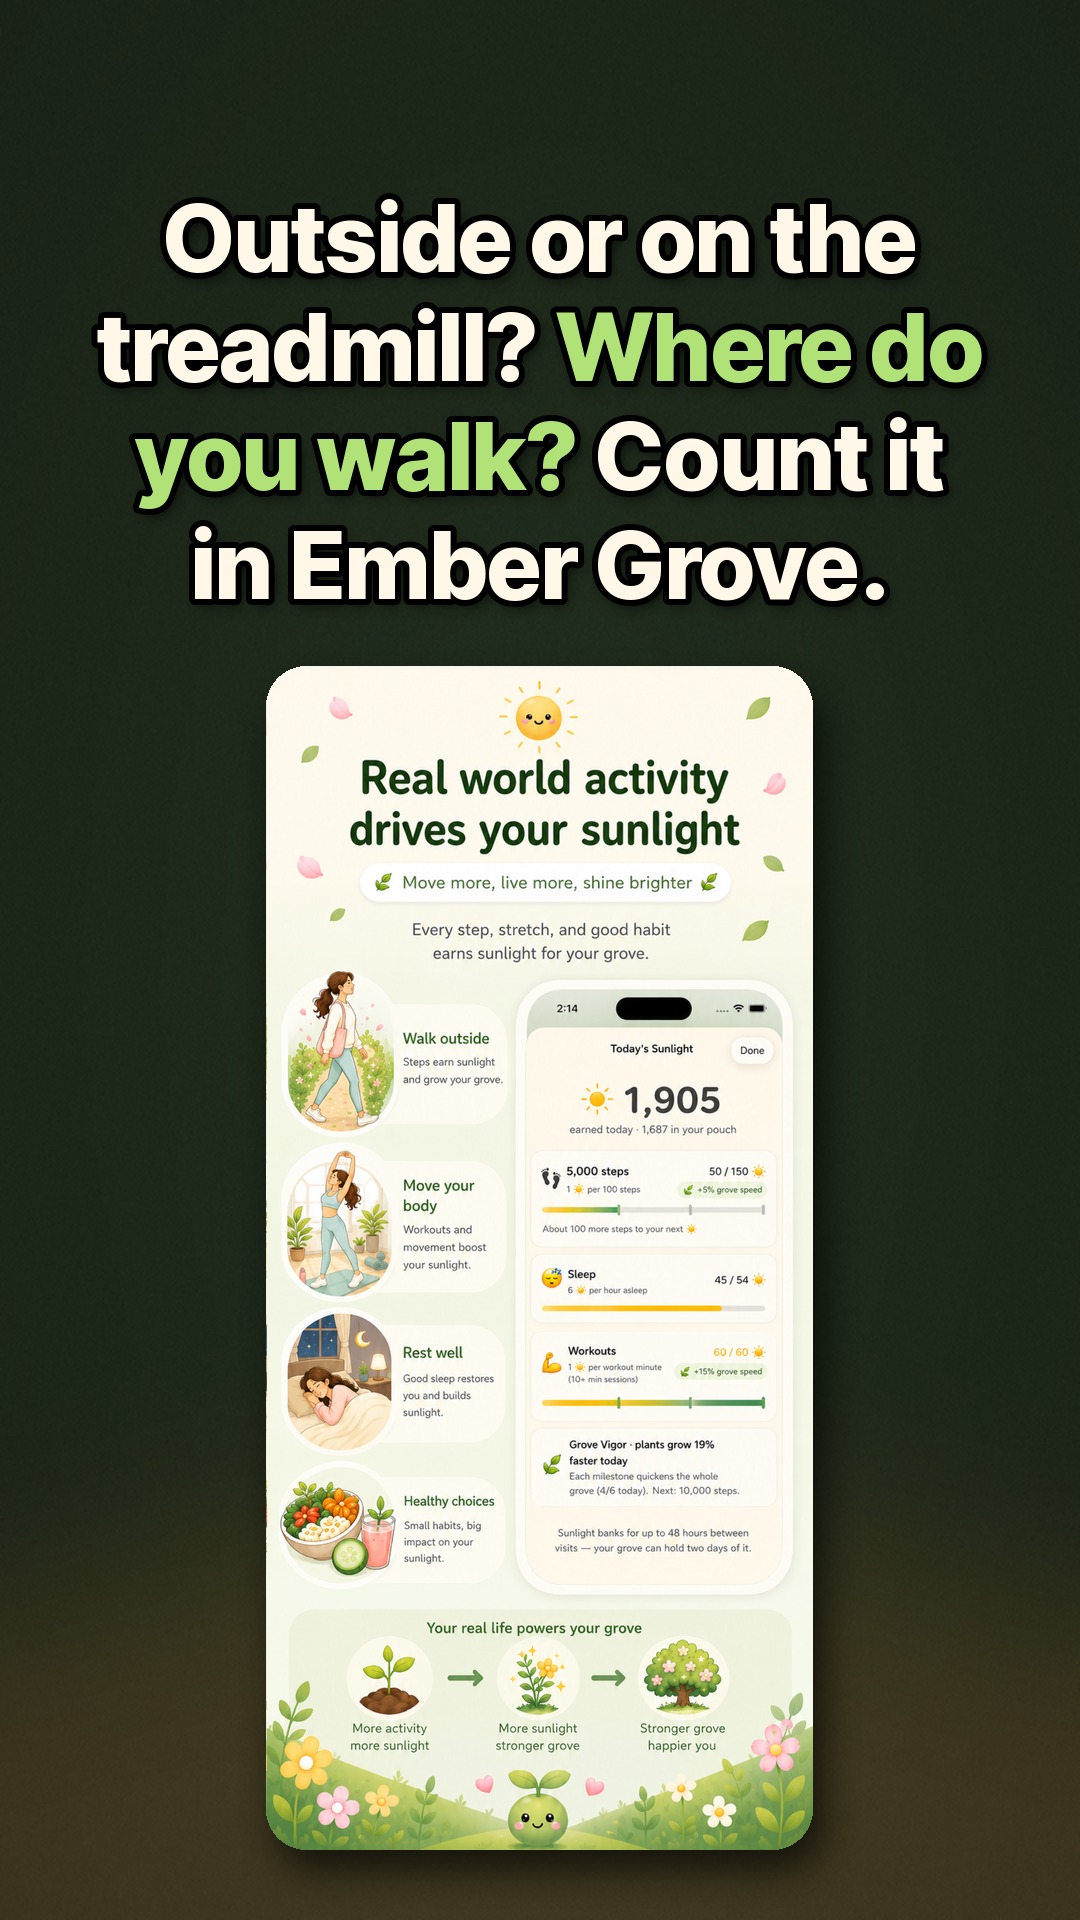 Outside or on the
treadmill? Where do
you walk? Count it
in Ember Grove.
Real world activity
drives your sunlight
Move more, live more, shine brighter
Every step, stretch, and good habit
earns sunlight for your grove.
Walk outside
Steps earn sunlight
and grow your grove.
Move your
body
Workouts and
movement boost
your sunlight.
Rest well
Good sleep restores
you and builds
sunlight.
Healthy choices
Small habits, big
impact on your
sunlight.
2:14
Today's Sunlight
Done
1,905
earned today · 1,687 in your pouch
5,000 steps
50 / 150
1 per 100 steps
+5% grove speed
About 100 more steps to your next
Sleep
45 / 54
6 per hour asleep
Workouts
60 / 60
1 per workout minute
(10+ min sessions)
+15% grove speed
Grove Vigor · plants grow 19%
faster today
Each milestone quickens the whole
grove (4/6 today). Next: 10,000 steps.
Sunlight banks for up to 48 hours between
visits — your grove can hold two days of it.
Your real life powers your grove
More activity
more sunlight
More sunlight
stronger grove
Stronger grove
happier you